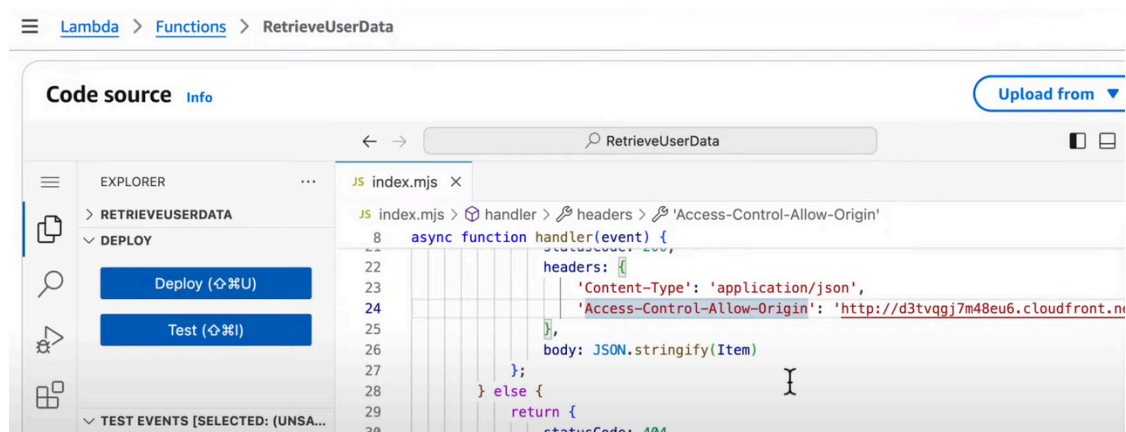 Lambda > Functions > RetrieveUserData
Code source Info
Upload from ▼
← → RetrieveUserData
EXPLORER ...
JS index.mjs ×
> RETRIEVEUSERDATA
JS index.mjs > handler > headers > 'Access-Control-Allow-Origin'
DEPLOY
8 async function handler(event) {
22 headers: {
Deploy (⇧⌘U)
23 'Content-Type': 'application/json',
24 'Access-Control-Allow-Origin': 'http://d3tvqgj7m48eu6.cloudfront.ne
Test (⇧⌘I)
25 },
26 body: JSON.stringify(Item)
27 };
28 } else {
TEST EVENTS [SELECTED: (UNSA...
29 return {
30 statusCode: 404